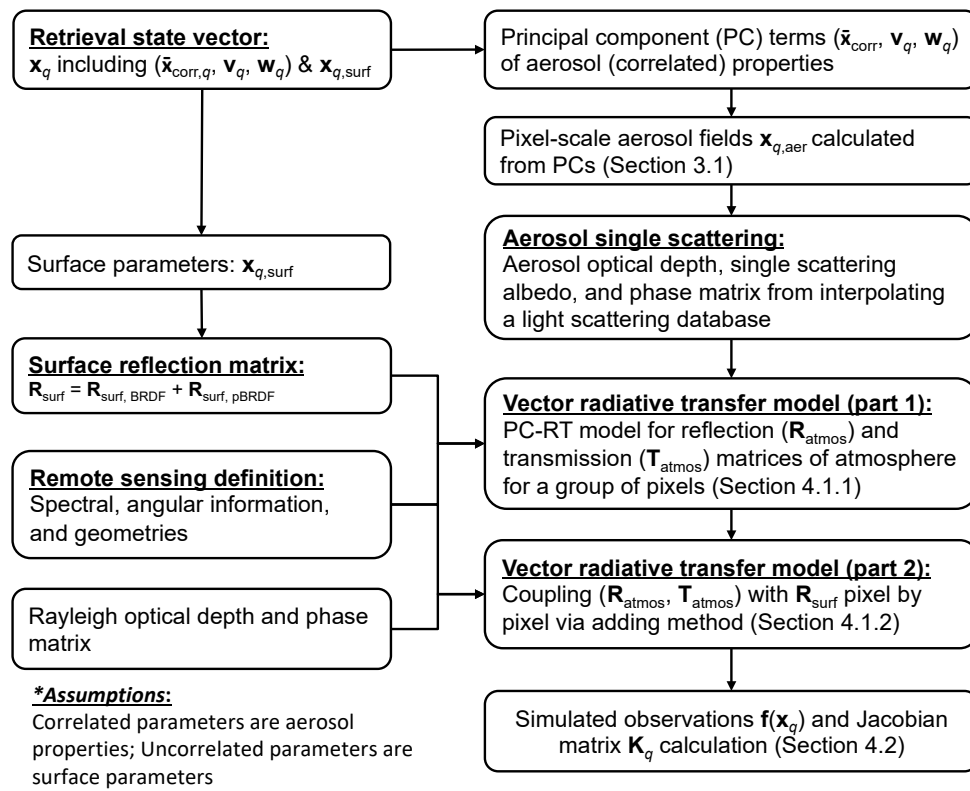 Retrieval state vector:
x_q including (x̄_corr,q, v_q, w_q) & x_q,surf
Principal component (PC) terms (x̄_corr, v_q, w_q)
of aerosol (correlated) properties
Pixel-scale aerosol fields x_q,aer calculated
from PCs (Section 3.1)
Aerosol single scattering:
Aerosol optical depth, single scattering
albedo, and phase matrix from interpolating
a light scattering database
Surface parameters: x_q,surf
Surface reflection matrix:
R_surf = R_surf, BRDF + R_surf, pBRDF
Vector radiative transfer model (part 1):
PC-RT model for reflection (R_atmos) and
transmission (T_atmos) matrices of atmosphere
for a group of pixels (Section 4.1.1)
Remote sensing definition:
Spectral, angular information,
and geometries
Vector radiative transfer model (part 2):
Coupling (R_atmos, T_atmos) with R_surf pixel by
pixel via adding method (Section 4.1.2)
Rayleigh optical depth and phase
matrix
Simulated observations f(x_q) and Jacobian
matrix K_q calculation (Section 4.2)
*Assumptions:
Correlated parameters are aerosol
properties; Uncorrelated parameters are
surface parameters